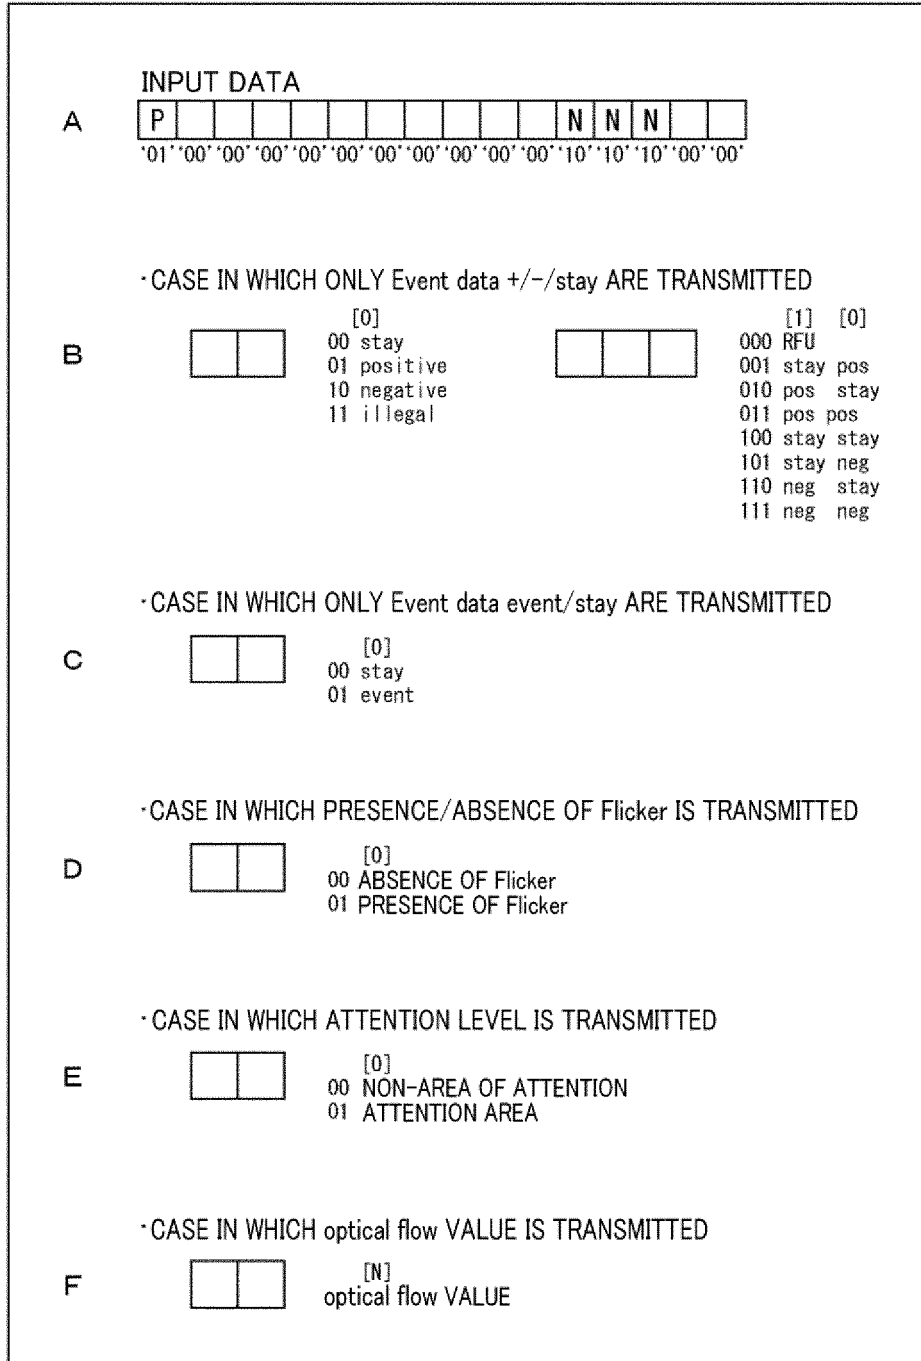 INPUT DATA
A P N N N
'01' '00' '00' '00' '00' '00' '00' '00' '00' '00' '00' '10' '10' '10' '00' '00'
・CASE IN WHICH ONLY Event data +/-/stay ARE TRANSMITTED
B
[0]
00 stay
01 positive
10 negative
11 illegal
[1] [0]
000 RFU
001 stay pos
010 pos stay
011 pos pos
100 stay stay
101 stay neg
110 neg stay
111 neg neg
・CASE IN WHICH ONLY Event data event/stay ARE TRANSMITTED
C
[0]
00 stay
01 event
・CASE IN WHICH PRESENCE/ABSENCE OF Flicker IS TRANSMITTED
D
[0]
00 ABSENCE OF Flicker
01 PRESENCE OF Flicker
・CASE IN WHICH ATTENTION LEVEL IS TRANSMITTED
E
[0]
00 NON-AREA OF ATTENTION
01 ATTENTION AREA
・CASE IN WHICH optical flow VALUE IS TRANSMITTED
F
[N]
optical flow VALUE